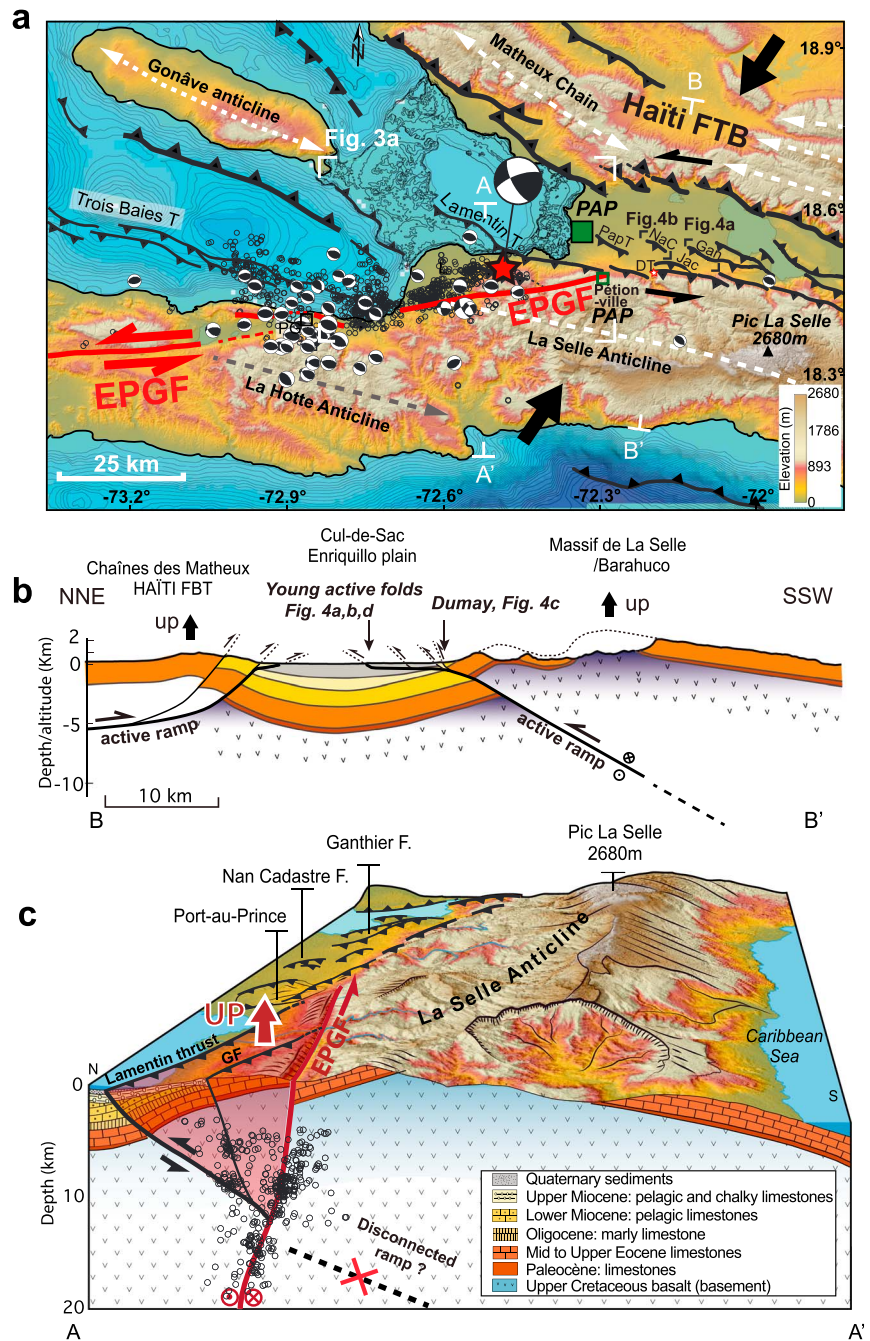 a
N
18.9°
Gonâve anticline
Matheux Chain
B
Haïti FTB
Fig. 3a
A
Lamentin T
PAP
18.6°
Trois Baies T
Fig.4b
Fig.4a
PapT
NaC
Gan
Jac
DT
EPGF
Petion
-ville
PAP
Pic La Selle
2680m
La Selle Anticline
EPGF
La Hotte Anticline
18.3°
B'
A'
25 km
-73.2°
-72.9°
-72.6°
-72.3°
-72°
Elevation (m)
2680
1786
893
0
b
Chaînes des Matheux
HAÏTI FBT
Cul-de-Sac
Enriquillo plain
Massif de La Selle
/Barahuco
NNE
SSW
up
Young active folds
Fig. 4a,b,d
Dumay, Fig. 4c
up
Depth/altitude (Km)
2
0
-5
-10
active ramp
active ramp
10 km
B
B'
c
Ganthier F.
Nan Cadastre F.
Port-au-Prince
Pic La Selle
2680m
La Selle Anticline
UP
EPGF
Lamentin thrust
GF
Caribbean
Sea
N
S
Depth (km)
0
10
20
Disconnected
ramp ?
Quaternary sediments
Upper Miocene: pelagic and chalky limestones
Lower Miocene: pelagic limestones
Oligocene: marly limestone
Mid to Upper Eocene limestones
Paleocène: limestones
Upper Cretaceous basalt (basement)
A
A'